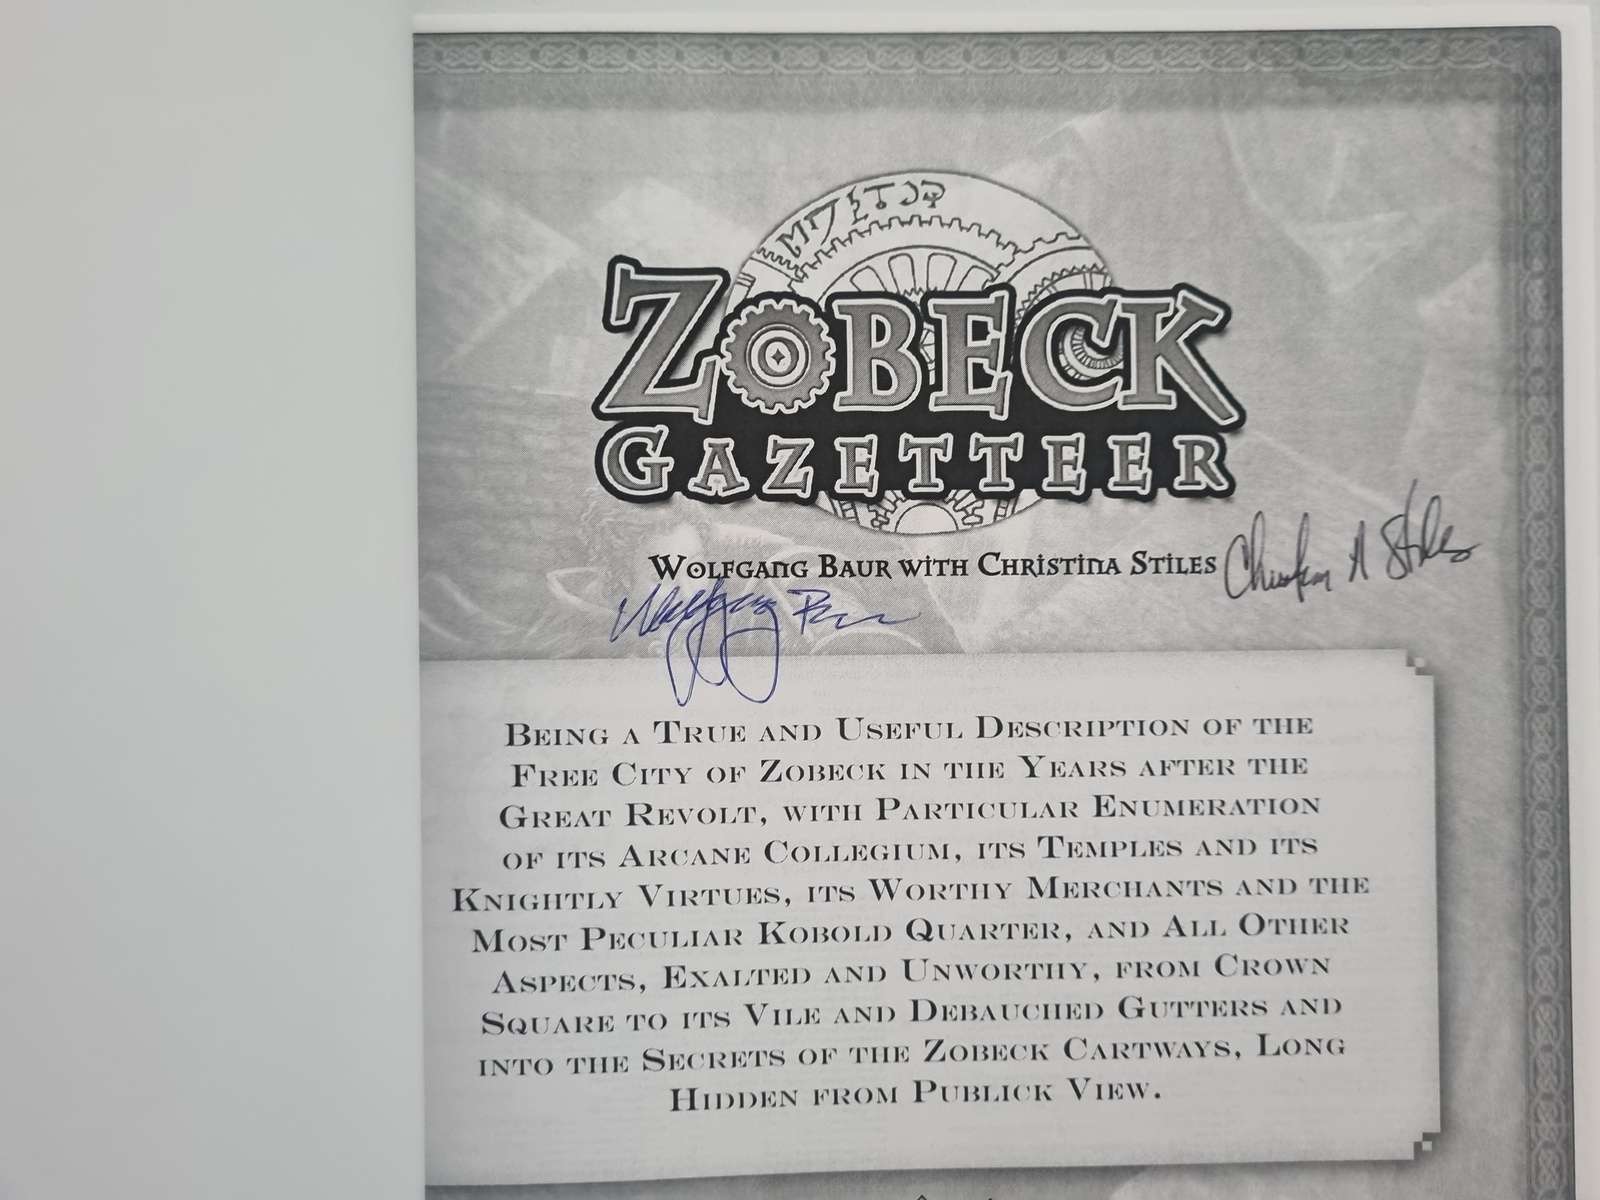 ZOBECK
GAZETTEER
WOLFGANG BAUR WITH CHRISTINA STILES
Christina A Stiles
Wolfgang Baur
BEING A TRUE AND USEFUL DESCRIPTION OF THE
FREE CITY OF ZOBECK IN THE YEARS AFTER THE
GREAT REVOLT, WITH PARTICULAR ENUMERATION
OF ITS ARCANE COLLEGIUM, ITS TEMPLES AND ITS
KNIGHTLY VIRTUES, ITS WORTHY MERCHANTS AND THE
MOST PECULIAR KOBOLD QUARTER, AND ALL OTHER
ASPECTS, EXALTED AND UNWORTHY, FROM CROWN
SQUARE TO ITS VILE AND DEBAUCHED GUTTERS AND
INTO THE SECRETS OF THE ZOBECK CARTWAYS, LONG
HIDDEN FROM PUBLICK VIEW.